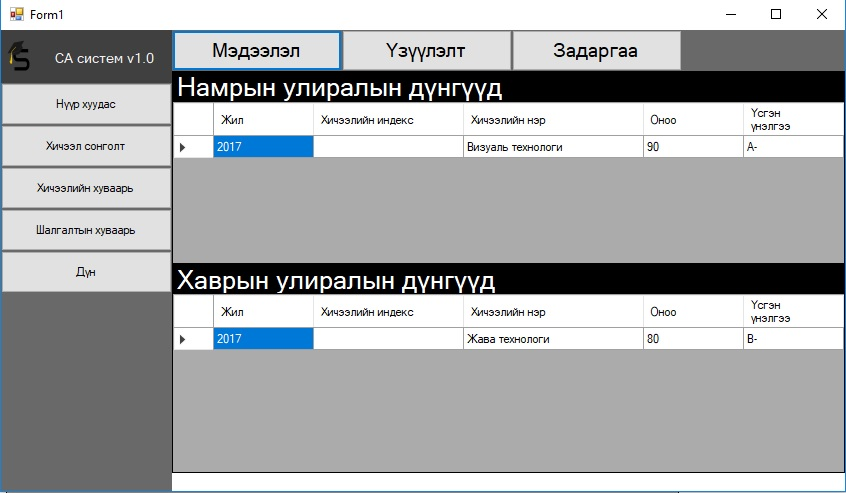 Form1
СА систем v1.0
Мэдээлэл Үзүүлэлт Задаргаа
Нүүр хуудас
Хичээл сонголт
Хичээлийн хуваарь
Шалгалтын хуваарь
Дүн
Намрын улиралын дүнгүүд
Жил Хичээлийн индекс Хичээлийн нэр Оноо Үсгэн
үнэлгээ
2017 Визуаль технологи 90 A-
Хаврын улиралын дүнгүүд
Жил Хичээлийн индекс Хичээлийн нэр Оноо Үсгэн
үнэлгээ
2017 Жава технологи 80 B-